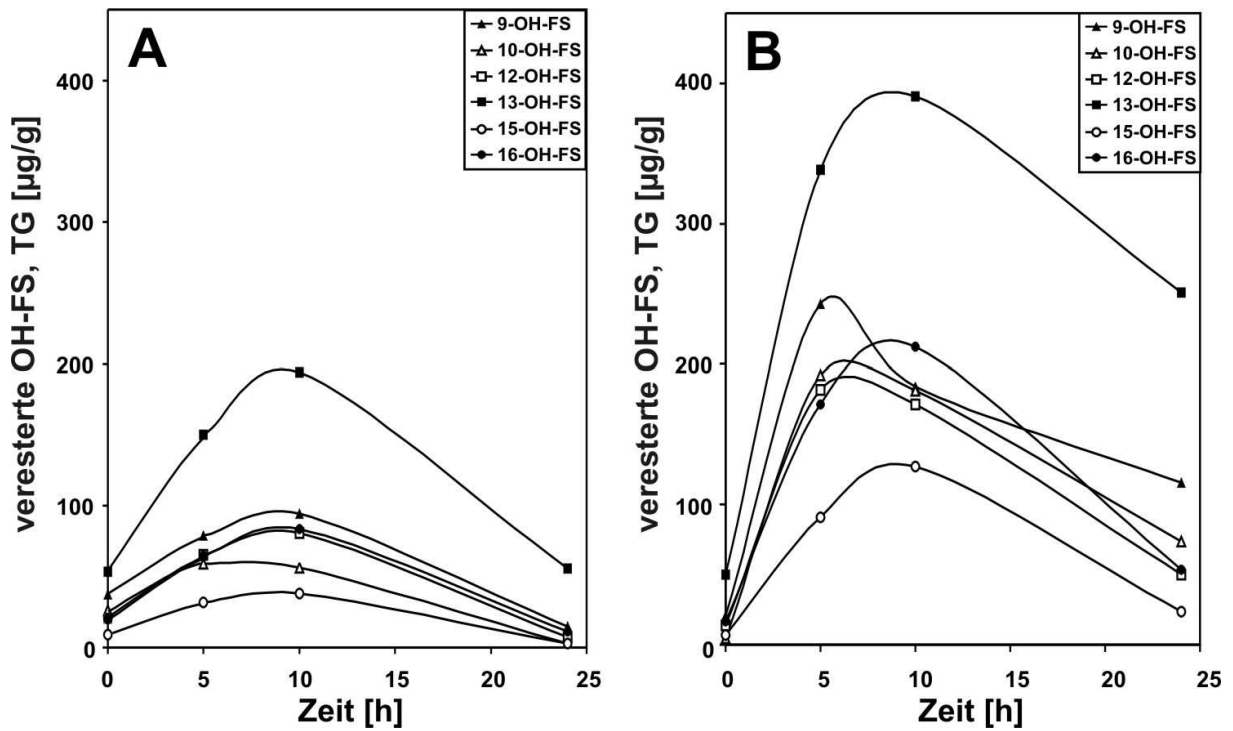 A
9-OH-FS
10-OH-FS
12-OH-FS
13-OH-FS
15-OH-FS
16-OH-FS
veresterte OH-FS, TG [µg/g]
400
300
200
100
0
0 5 10 15 20 25
Zeit [h]
B
9-OH-FS
10-OH-FS
12-OH-FS
13-OH-FS
15-OH-FS
16-OH-FS
veresterte OH-FS, TG [µg/g]
400
300
200
100
0
0 5 10 15 20 25
Zeit [h]